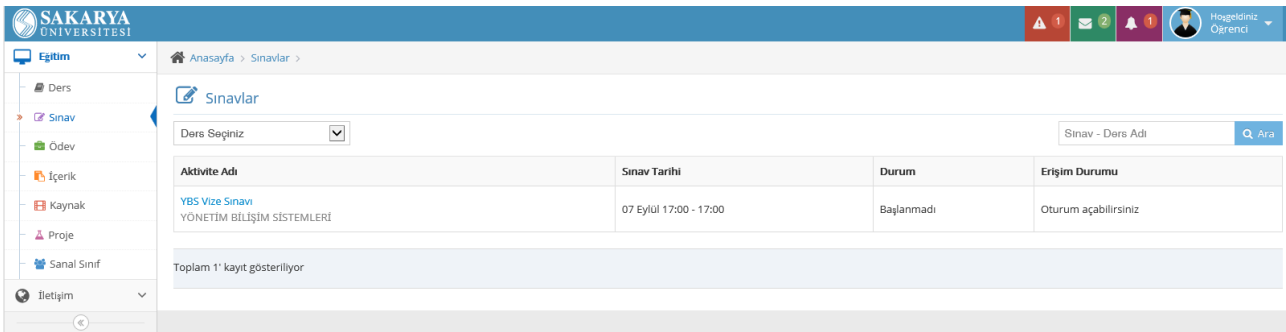 SAKARYA
ÜNİVERSİTESİ
1
2
1
Hoşgeldiniz
Öğrenci
Eğitim
Ders
Sınav
Ödev
İçerik
Kaynak
Proje
Sanal Sınıf
İletişim
Anasayfa > Sınavlar >
Sınavlar
Ders Seçiniz
Sınav - Ders Adı
Ara
Aktivite Adı Sınav Tarihi Durum Erişim Durumu
YBS Vize Sınavı
YÖNETİM BİLİŞİM SİSTEMLERİ
07 Eylül 17:00 - 17:00 Başlanmadı Oturum açabilirsiniz
Toplam 1' kayıt gösteriliyor